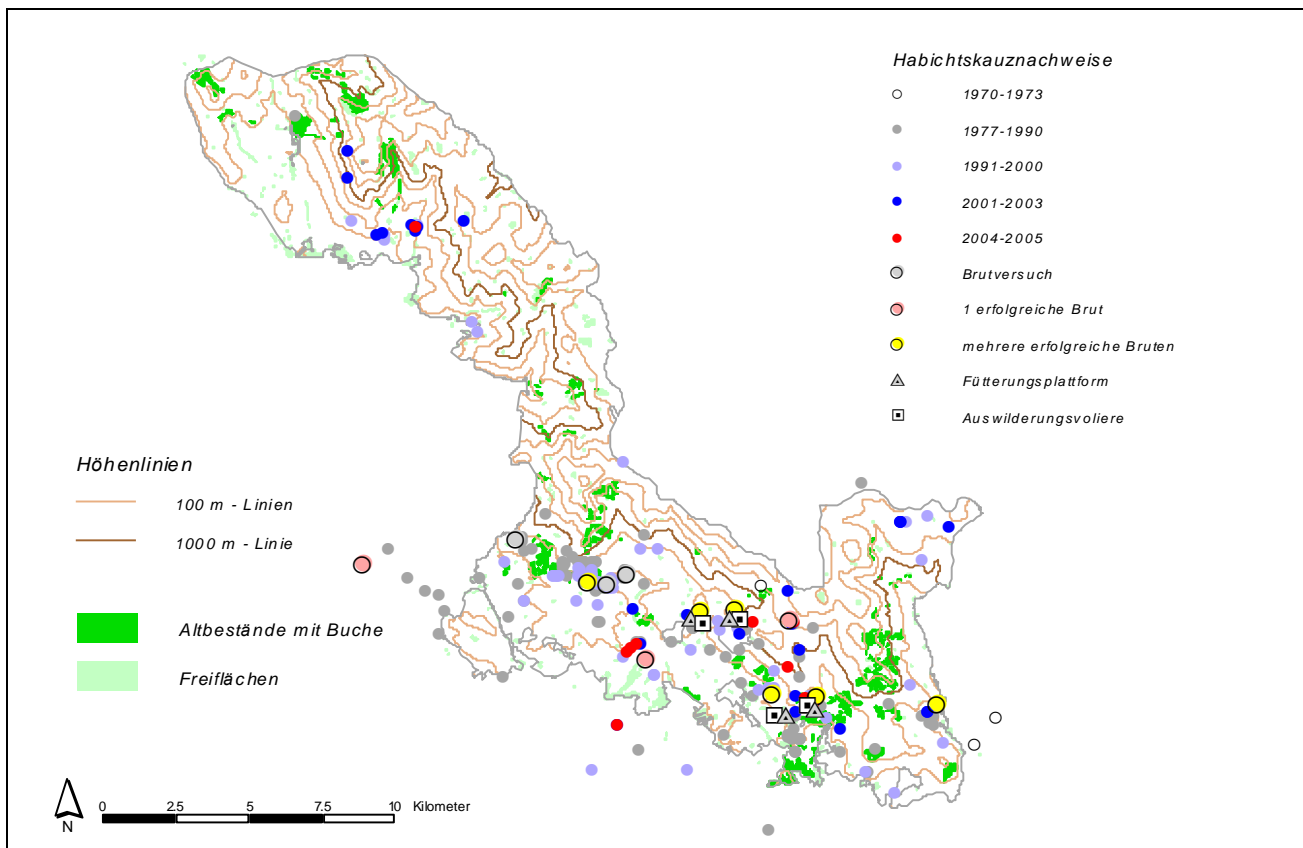 Habichtskauznachweise
1970-1973
1977-1990
1991-2000
2001-2003
2004-2005
Brutversuch
1 erfolgreiche Brut
mehrere erfolgreiche Bruten
Fütterungsplattform
Auswilderungsvoliere
Höhenlinien
100 m - Linien
1000 m - Linie
Altbestände mit Buche
Freiflächen
N
0 2.5 5 7.5 10 Kilometer